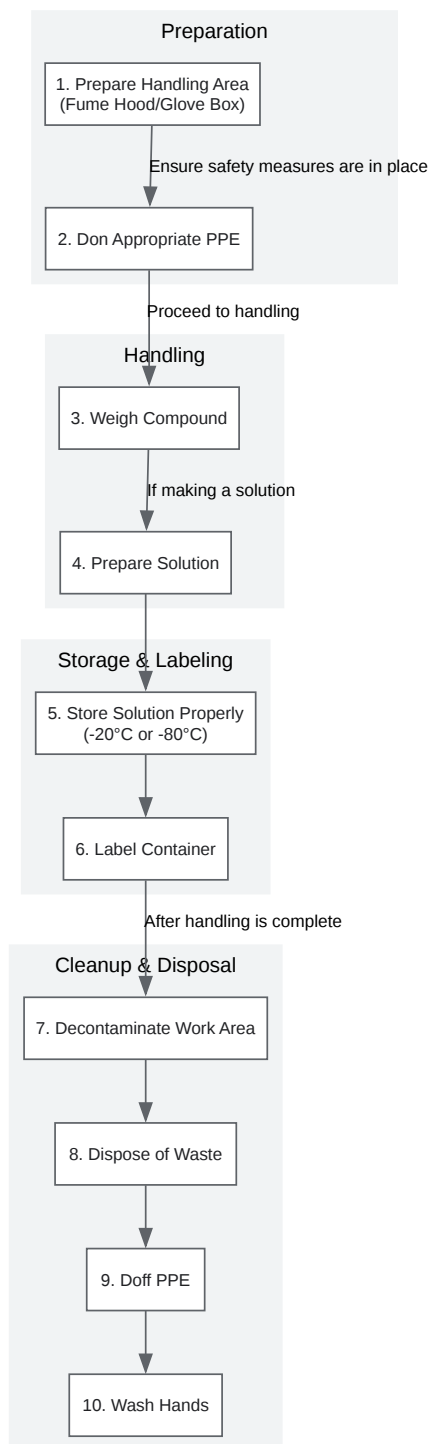 Preparation
1. Prepare Handling Area
(Fume Hood/Glove Box)
Ensure safety measures are in place
2. Don Appropriate PPE
Proceed to handling
Handling
3. Weigh Compound
If making a solution
4. Prepare Solution
Storage & Labeling
5. Store Solution Properly
(-20°C or -80°C)
6. Label Container
After handling is complete
Cleanup & Disposal
7. Decontaminate Work Area
8. Dispose of Waste
9. Doff PPE
10. Wash Hands